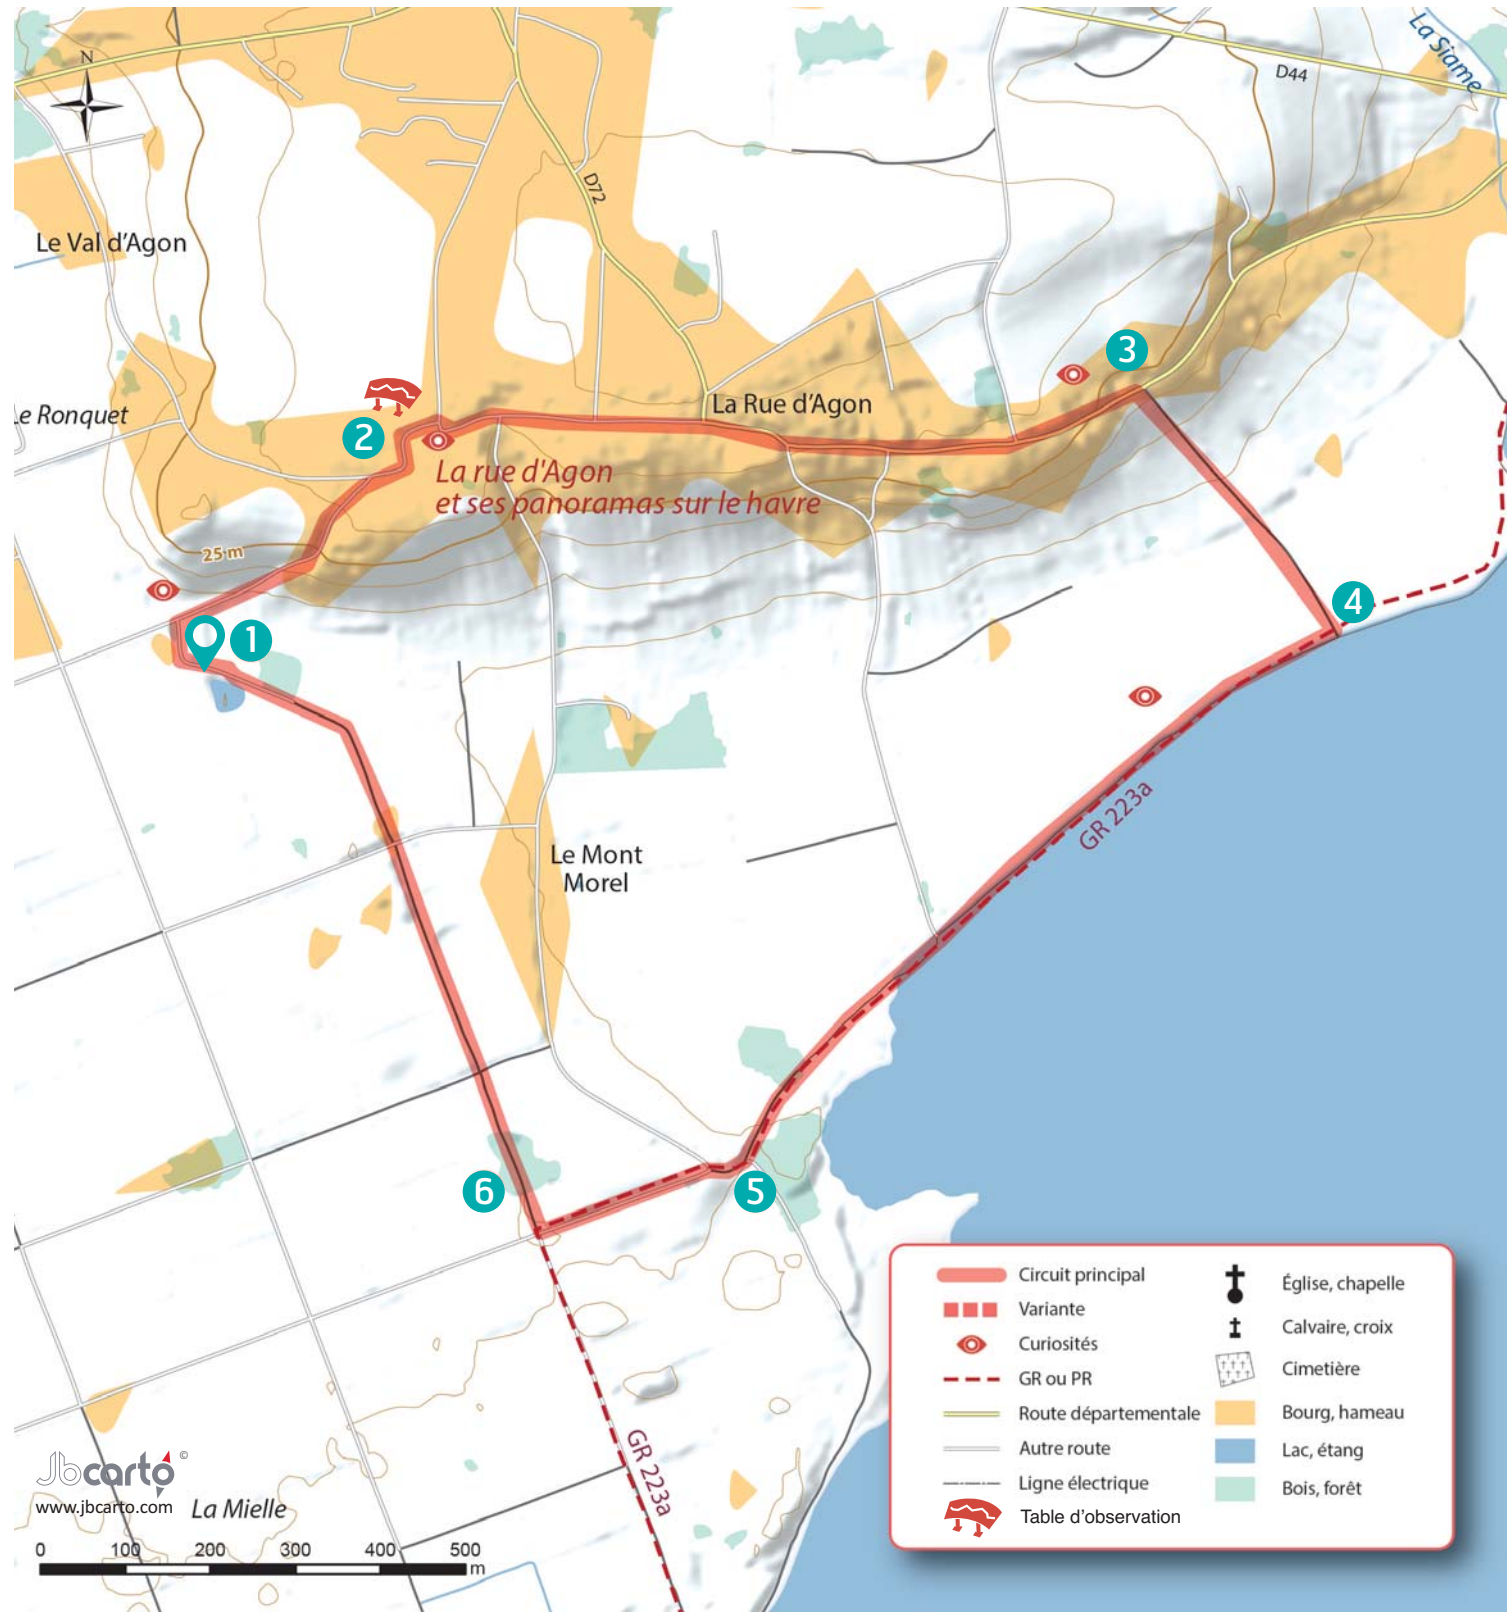 La Siame
N
D44
D72
Le Val d'Agon
3
La Rue d'Agon
Le Ronquet
2
La rue d'Agon
et ses panoramas sur le havre
25 m
4
1
GR 223a
Le Mont
Morel
6
5
Circuit principal
Variante
Curiosités
GR ou PR
Route départementale
Autre route
Ligne électrique
Table d'observation
Église, chapelle
Calvaire, croix
Cimetière
Bourg, hameau
Lac, étang
Bois, forêt
GR 223a
Jbcarto ©
www.jbcarto.com
La Mielle
0 100 200 300 400 500
m